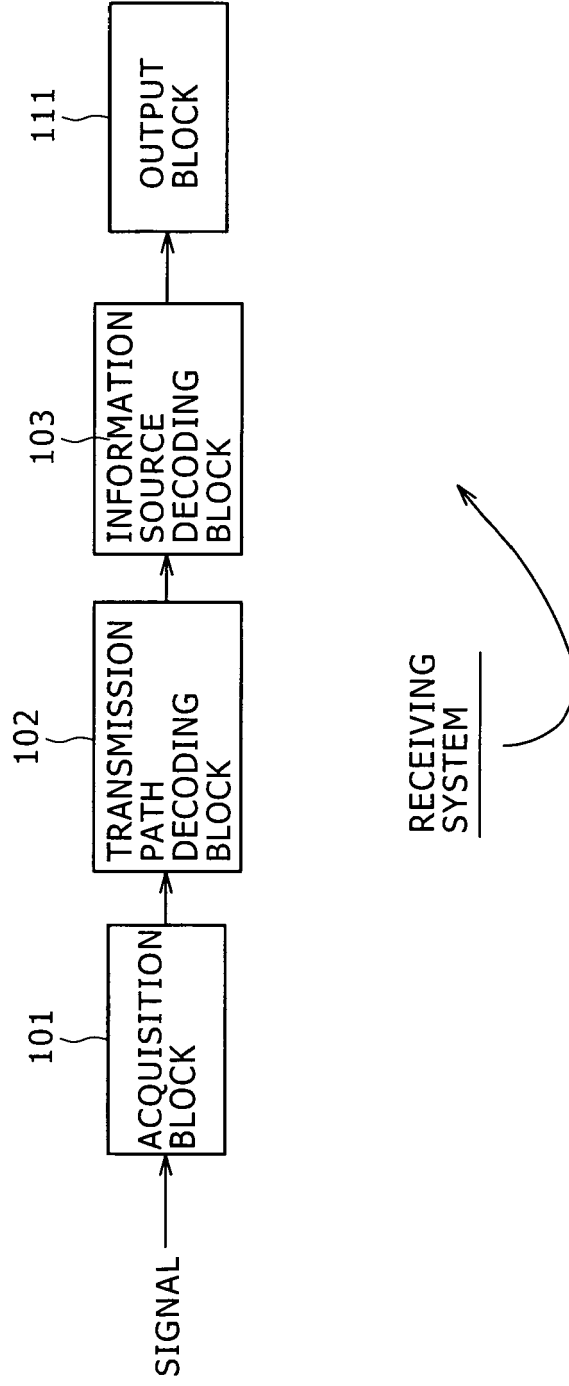 SIGNAL
101
ACQUISITION
BLOCK
102
TRANSMISSION
PATH
DECODING
BLOCK
103
INFORMATION
SOURCE
DECODING
BLOCK
111
OUTPUT
BLOCK
RECEIVING
SYSTEM